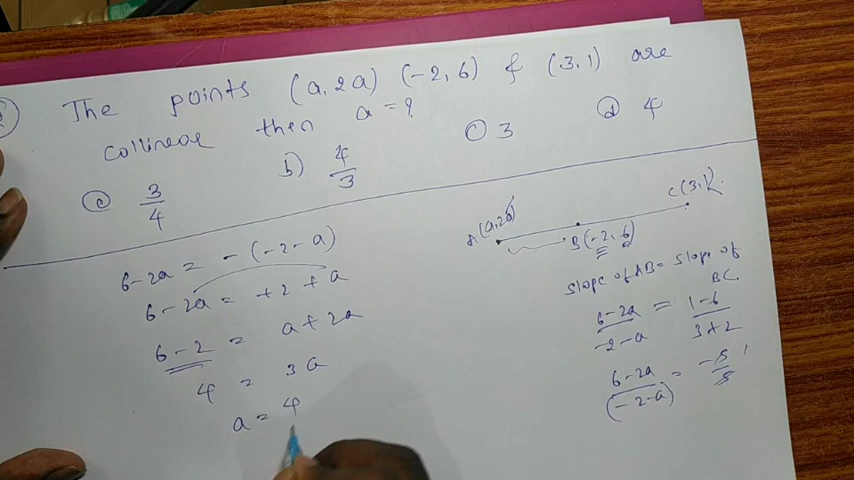 The points (a, 2a) (-2, 6) & (3, 1) are
collinear then a = ?
ⓐ 3/4 b) 4/3 ⓒ 3 ⓓ 4
6-2a = -(-2-a)
6-2a = +2+a
6-2 = a+2a
4 = 3a
a = 4
A(a,2a) B(-2,6) C(3,1)
Slope of AB = Slope of
BC
6-2a/-2-a = 1-6/3+2
6-2a/(-2-a) = -5/5